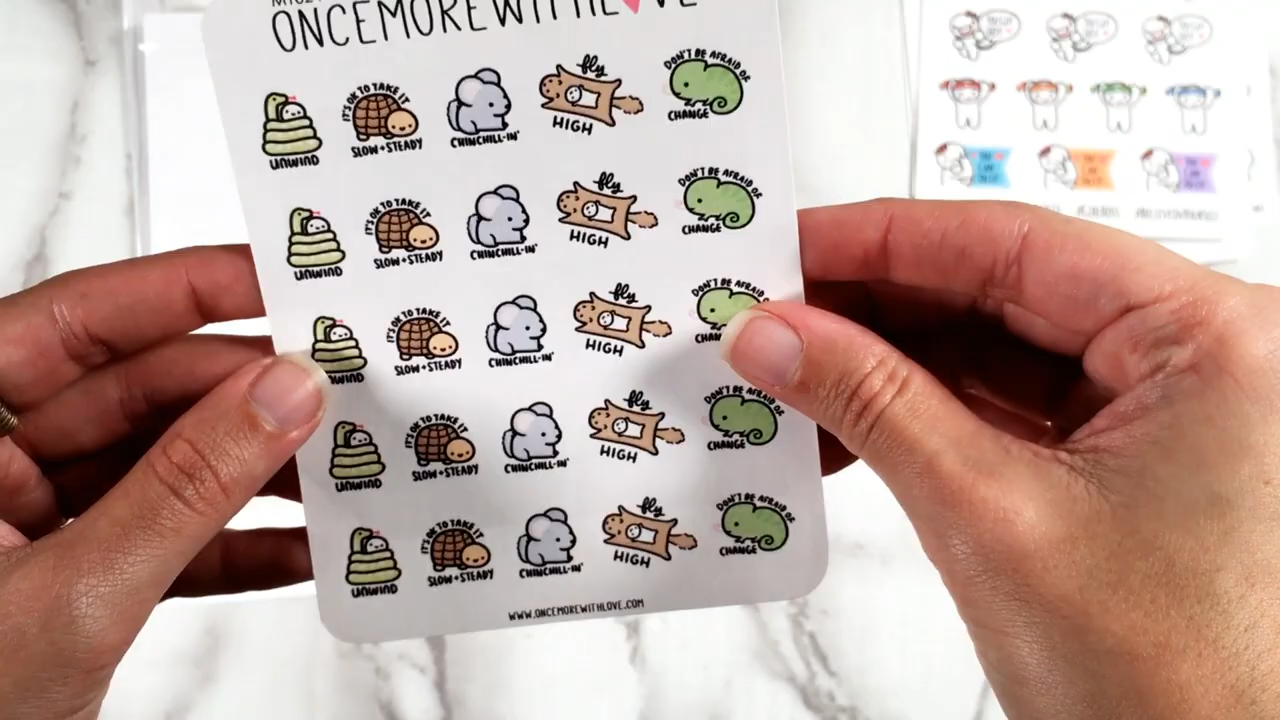 ONCEMOREWITHLOVE
UNWIND
IT'S OK TO TAKE IT
SLOW+STEADY
CHINCHILL-IN'
fly
HIGH
DON'T BE AFRAID OF
CHANGE
UNWIND
IT'S OK TO TAKE IT
SLOW+STEADY
CHINCHILL-IN'
fly
HIGH
DON'T BE AFRAID OF
CHANGE
UNWIND
IT'S OK TO TAKE IT
SLOW+STEADY
CHINCHILL-IN'
fly
HIGH
DON'T BE AFRAID
UNWIND
IT'S OK TO TAKE IT
SLOW+STEADY
CHINCHILL-IN'
fly
HIGH
DON'T BE AFRAID OF
CHANGE
UNWIND
IT'S OK TO TAKE IT
SLOW+STEADY
CHINCHILL-IN'
fly
HIGH
DON'T BE AFRAID OF
CHANGE
WWW.ONCEMOREWITHLOVE.COM